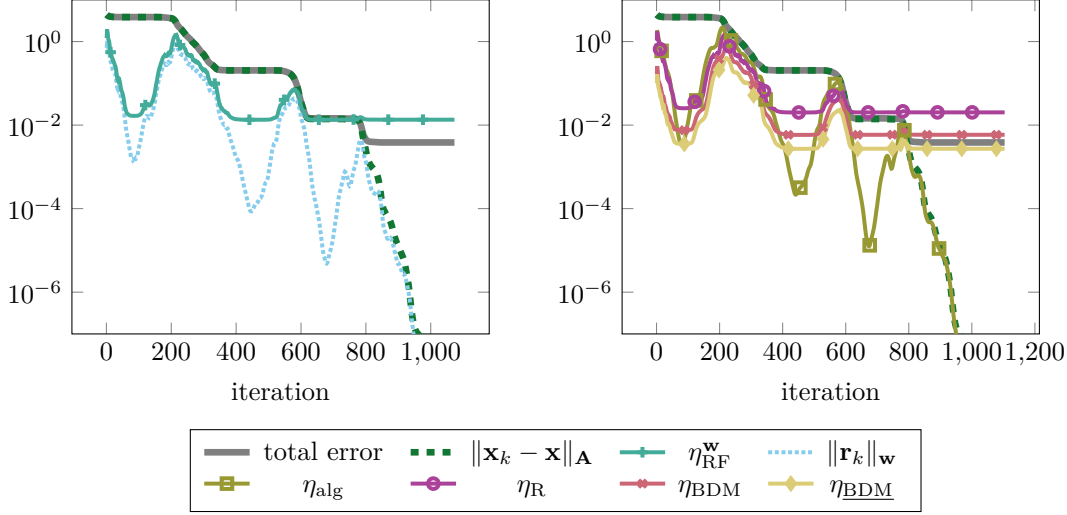 10^0
10^−2
10^−4
10^−6
0 200 400 600 800 1,000
iteration
10^0
10^−2
10^−4
10^−6
0 200 400 600 800 1,000 1,200
iteration
total error ‖𝐱_k − 𝐱‖_𝐀 η_RF^𝐰 ‖𝐫_k‖_𝐰
η_alg η_R η_BDM η_<u>BDM</u>